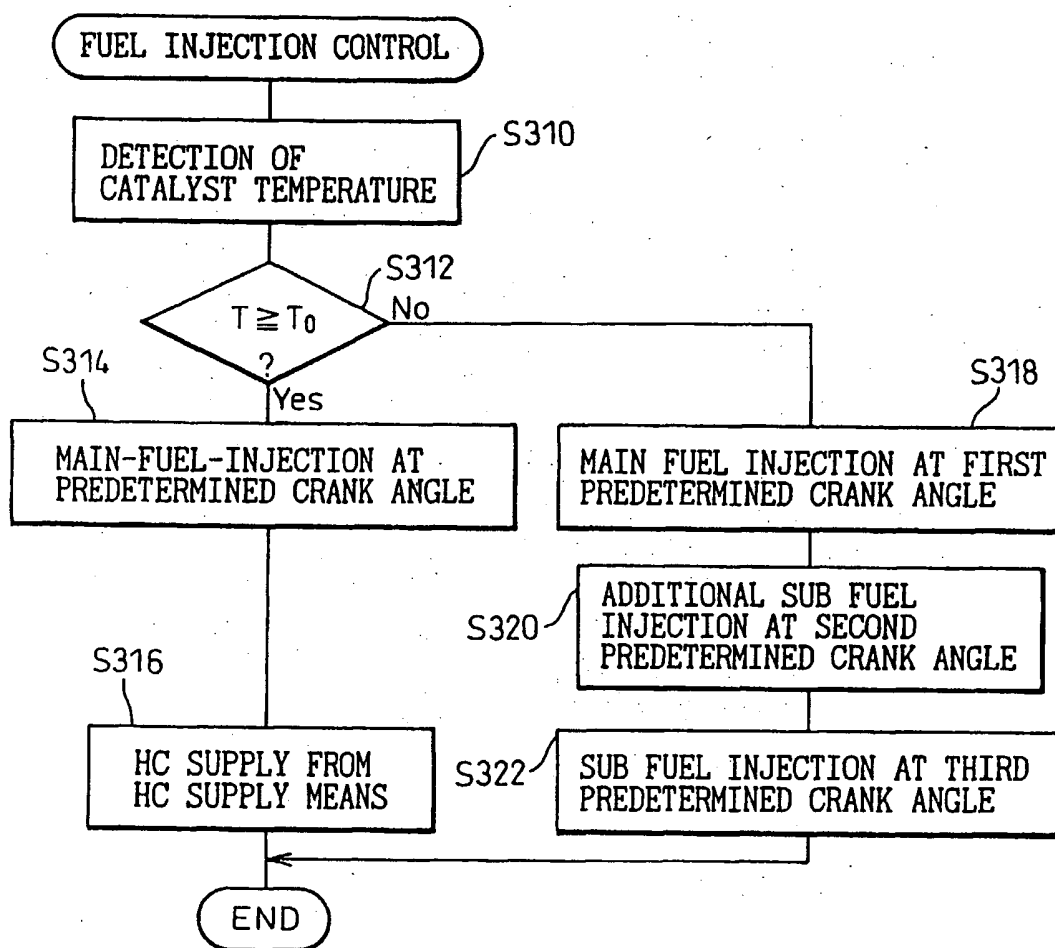 FUEL INJECTION CONTROL
S310
DETECTION OF
CATALYST TEMPERATURE
S312
T ≧ T0
?
No
Yes
S314
MAIN-FUEL-INJECTION AT
PREDETERMINED CRANK ANGLE
S318
MAIN FUEL INJECTION AT FIRST
PREDETERMINED CRANK ANGLE
S320
ADDITIONAL SUB FUEL
INJECTION AT SECOND
PREDETERMINED CRANK ANGLE
S316
HC SUPPLY FROM
HC SUPPLY MEANS
S322
SUB FUEL INJECTION AT THIRD
PREDETERMINED CRANK ANGLE
END